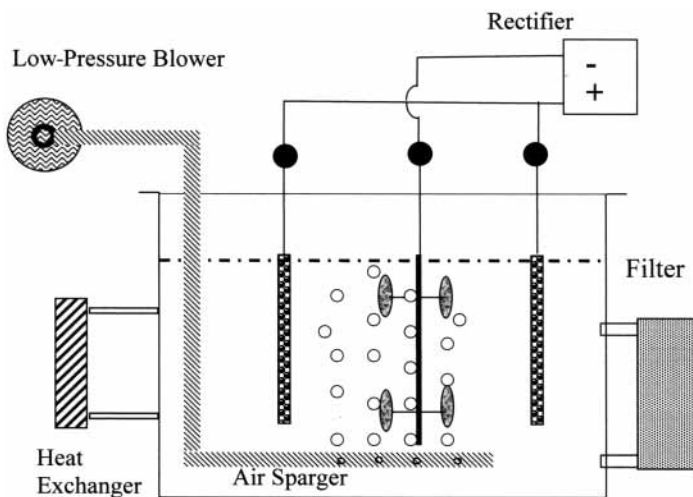 Rectifier
Low-Pressure Blower
-
+
Filter
Heat
Exchanger
Air Sparger